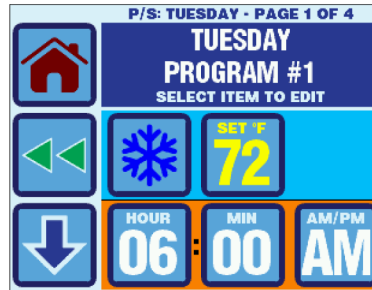 P/S: TUESDAY - PAGE 1 OF 4
TUESDAY
PROGRAM #1
SELECT ITEM TO EDIT
SET °F
72
HOUR MIN AM/PM
06 : 00 AM